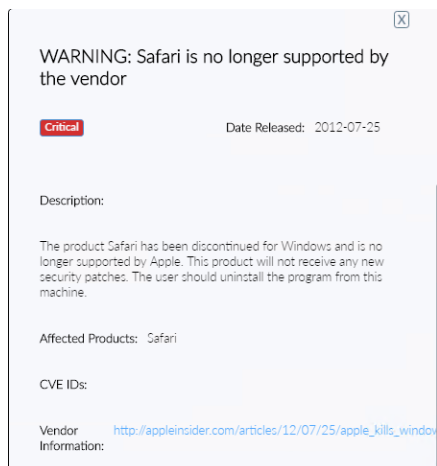 X
WARNING: Safari is no longer supported by
the vendor
Critical
Date Released: 2012-07-25
Description:
The product Safari has been discontinued for Windows and is no
longer supported by Apple. This product will not receive any new
security patches. The user should uninstall the program from this
machine.
Affected Products: Safari
CVE IDs:
Vendor http://appleinsider.com/articles/12/07/25/apple_kills_window
Information: